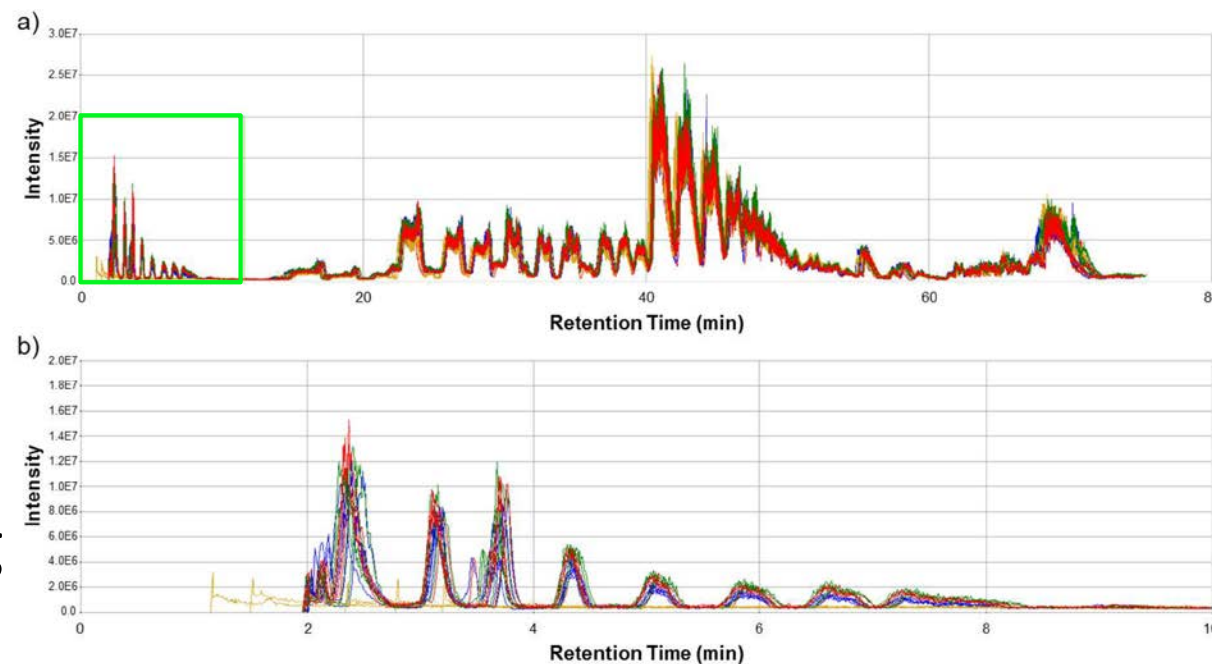 a)
3.0E7
2.5E7
2.0E7
1.5E7
1.0E7
5.0E6
0.0
Intensity
0
20
40
60
80
Retention Time (min)
b)
2.0E7
1.8E7
1.6E7
1.4E7
1.2E7
1.0E7
8.0E6
6.0E6
4.0E6
2.0E6
0.0
Intensity
0
2
4
6
8
10
Retention Time (min)